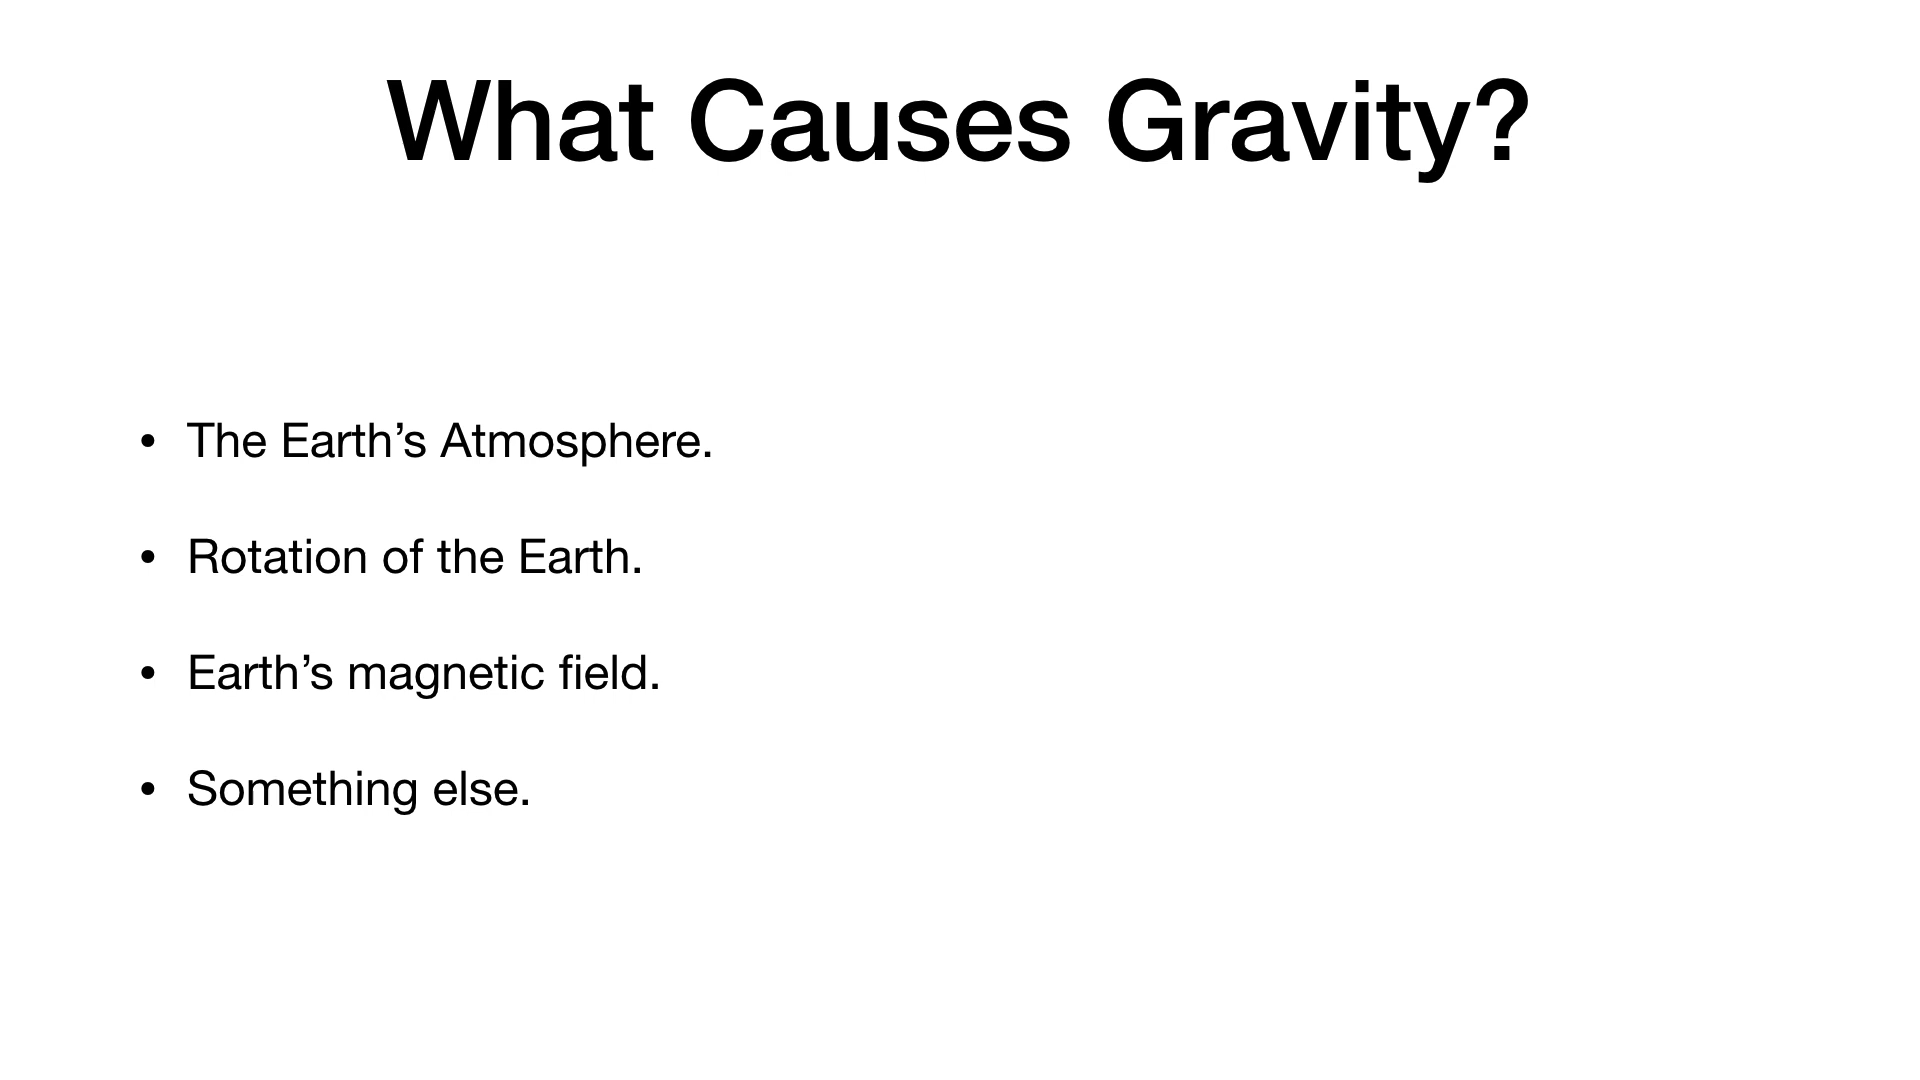 What Causes Gravity?
• The Earth’s Atmosphere.
• Rotation of the Earth.
• Earth’s magnetic field.
• Something else.